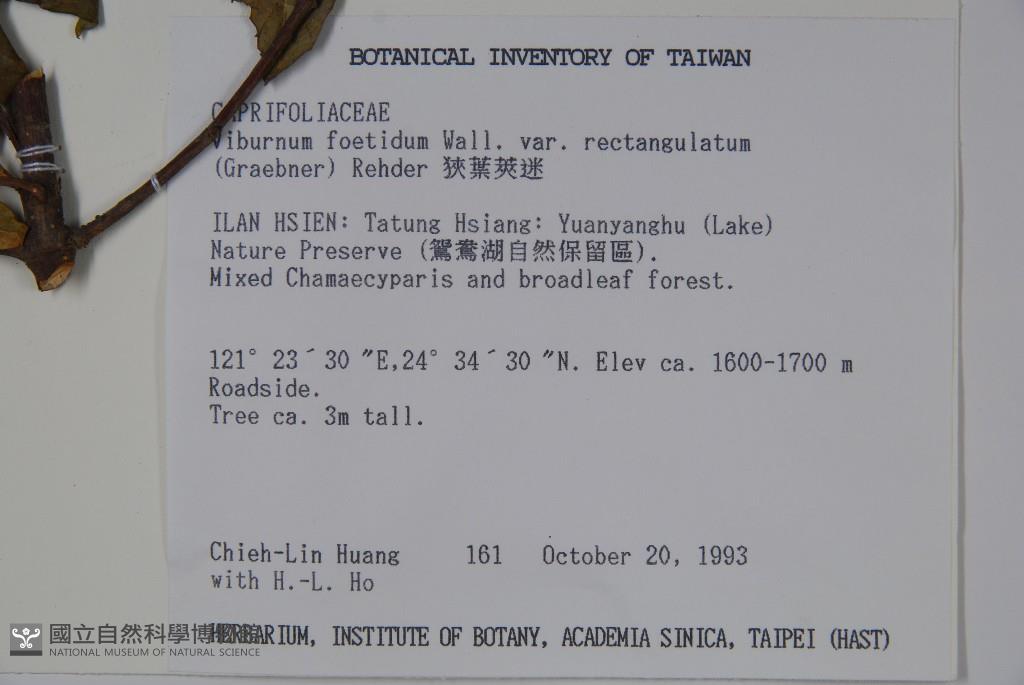 BOTANICAL INVENTORY OF TAIWAN
CAPRIFOLIACEAE
Viburnum foetidum Wall. var. rectangulatum
(Graebner) Rehder 狹葉莢迷
ILAN HSIEN: Tatung Hsiang: Yuanyanghu (Lake)
Nature Preserve (鴛鴦湖自然保留區).
Mixed Chamaecyparis and broadleaf forest.
121° 23´30 ″E,24° 34´30 ″N. Elev ca. 1600-1700 m
Roadside.
Tree ca. 3m tall.
Chieh-Lin Huang 161 October 20, 1993
with H.-L. Ho
HERBARIUM, INSTITUTE OF BOTANY, ACADEMIA SINICA, TAIPEI (HAST)
國立自然科學博物館
NATIONAL MUSEUM OF NATURAL SCIENCE